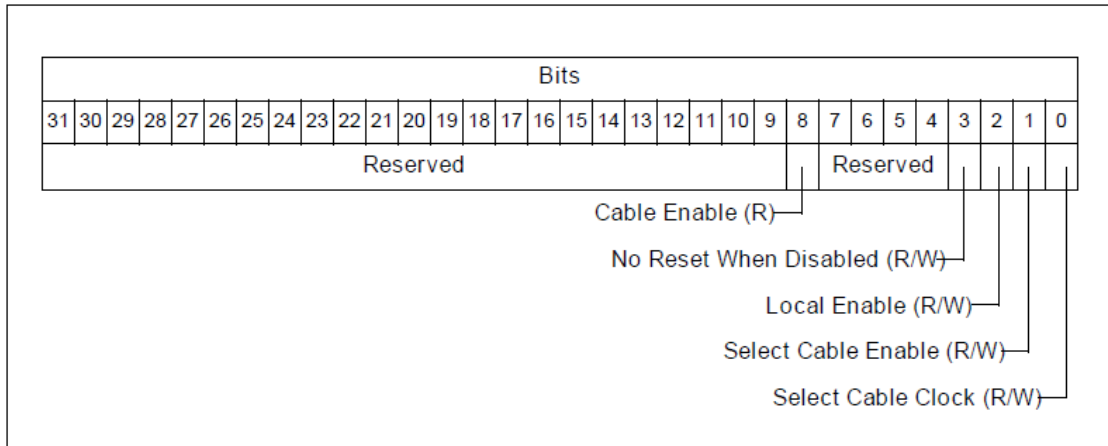 Bits
31 30 29 28 27 26 25 24 23 22 21 20 19 18 17 16 15 14 13 12 11 10 9 8 7 6 5 4 3 2 1 0
Reserved Reserved
Cable Enable (R)
No Reset When Disabled (R/W)
Local Enable (R/W)
Select Cable Enable (R/W)
Select Cable Clock (R/W)